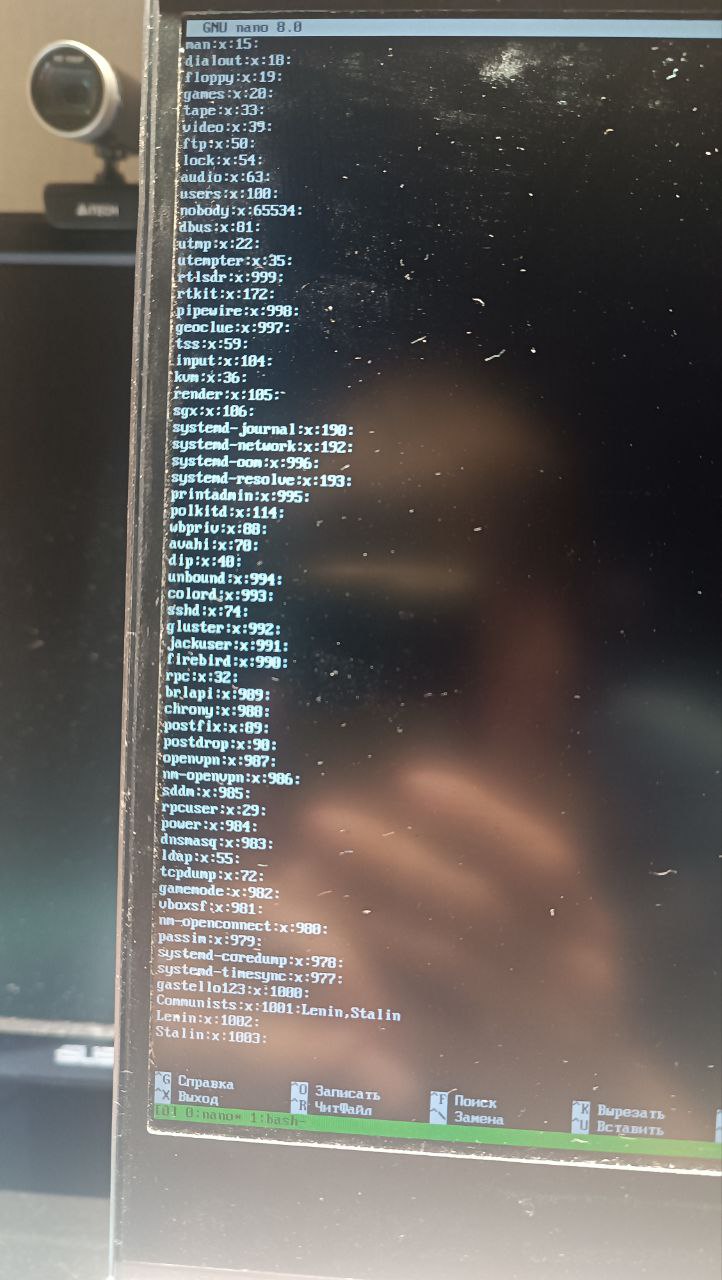 GNU nano 8.0
man:x:15:
dialout:x:18:
floppy:x:19:
games:x:20:
tape:x:33:
video:x:39:
ftp:x:50:
lock:x:54:
audio:x:63:
users:x:100:
nobody:x:65534:
dbus:x:81:
utmp:x:22:
utempter:x:35:
rtlsdr:x:999:
rtkit:x:172:
pipewire:x:998:
geoclue:x:997:
tss:x:59:
input:x:104:
kvm:x:36:
render:x:105:
sgx:x:106:
systemd-journal:x:190:
systemd-network:x:192:
systemd-oom:x:996:
systemd-resolve:x:193:
printadmin:x:995:
polkitd:x:114:
wbpriv:x:88:
avahi:x:70:
dip:x:40:
unbound:x:994:
colord:x:993:
sshd:x:74:
gluster:x:992:
jackuser:x:991:
firebird:x:990:
rpc:x:32:
brlapi:x:989:
chrony:x:988:
postfix:x:89:
postdrop:x:90:
openvpn:x:987:
nm-openvpn:x:986:
sddm:x:985:
rpcuser:x:29:
power:x:984:
dnsmasq:x:983:
ldap:x:55:
tcpdump:x:72:
gamemode:x:982:
vboxsf:x:981:
nm-openconnect:x:980:
passim:x:979:
systemd-coredump:x:978:
systemd-timesync:x:977:
gastello123:x:1000:
Communists:x:1001:Lenin,Stalin
Lenin:x:1002:
Stalin:x:1003:
^G Справка ^O Записать ^F Поиск ^K Вырезать
^X Выход ^R ЧитФайл ^\ Замена ^U Вставить
[0] 0:nano* 1:bash-
A4TECH